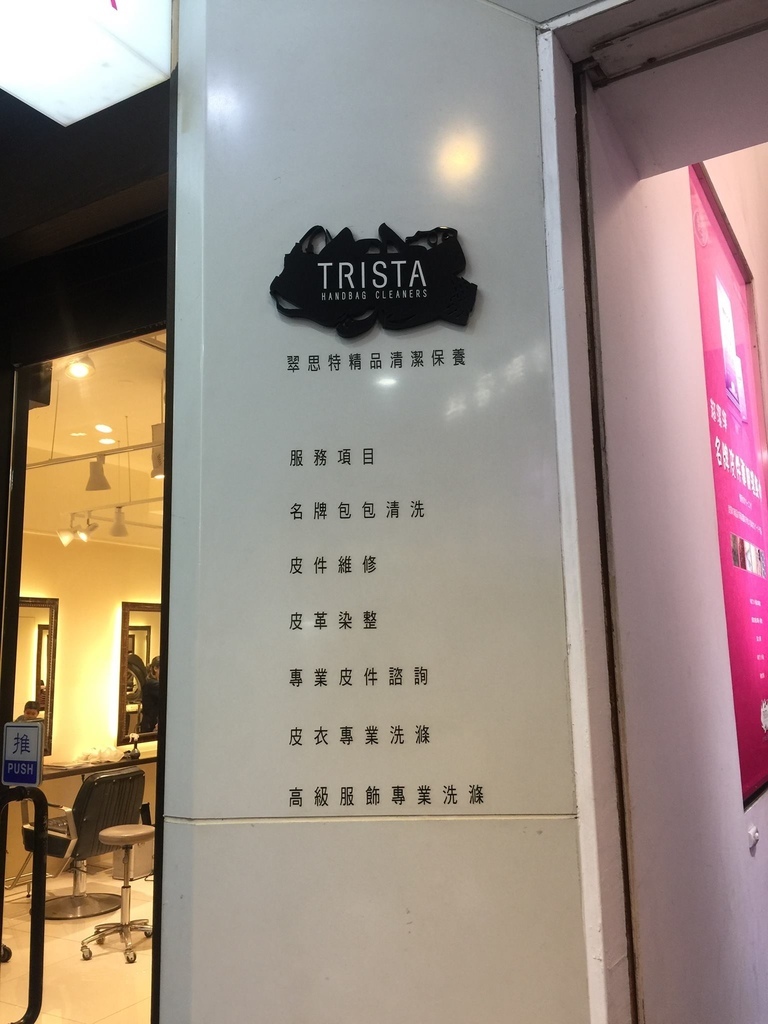 TRISTA
HANDBAG CLEANERS
翠思特精品清潔保養
服務項目
名牌包包清洗
皮件維修
皮革染整
專業皮件諮詢
皮衣專業洗滌
高級服飾專業洗滌
推
PUSH